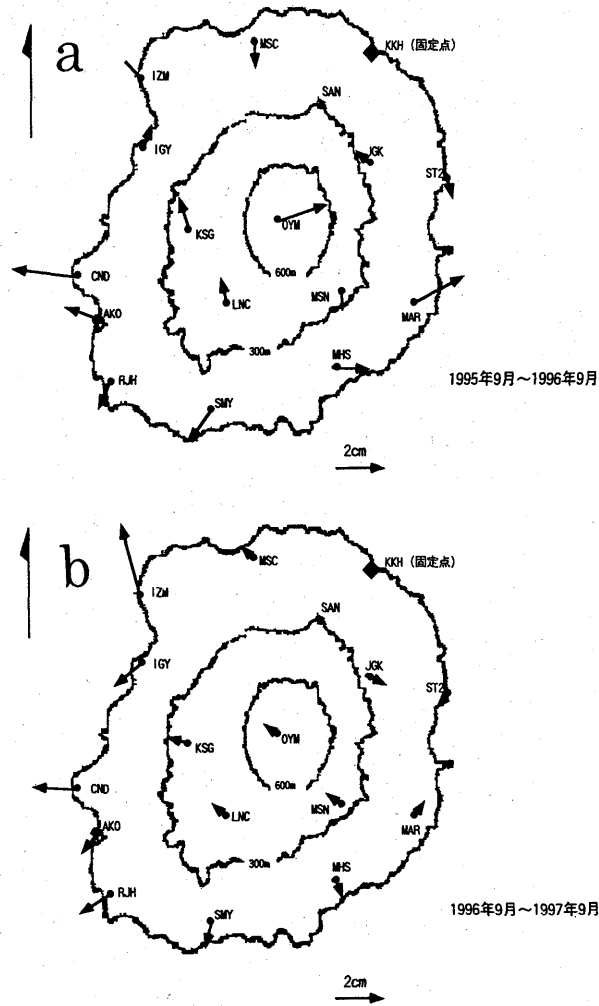 a
MSC
KKH (固定点)
IZM
SAN
IGY
JGK
ST2
OYM
KSG
600m
CND
LNC
MSN
AKO
MAR
300m
MHS
RJH
1995年9月～1996年9月
SMY
2cm
b
MSC
KKH (固定点)
IZM
SAN
IGY
JGK
ST2
OYM
KSG
600m
CND
LNC
MSN
AKO
MAR
300m
MHS
RJH
1996年9月～1997年9月
SMY
2cm